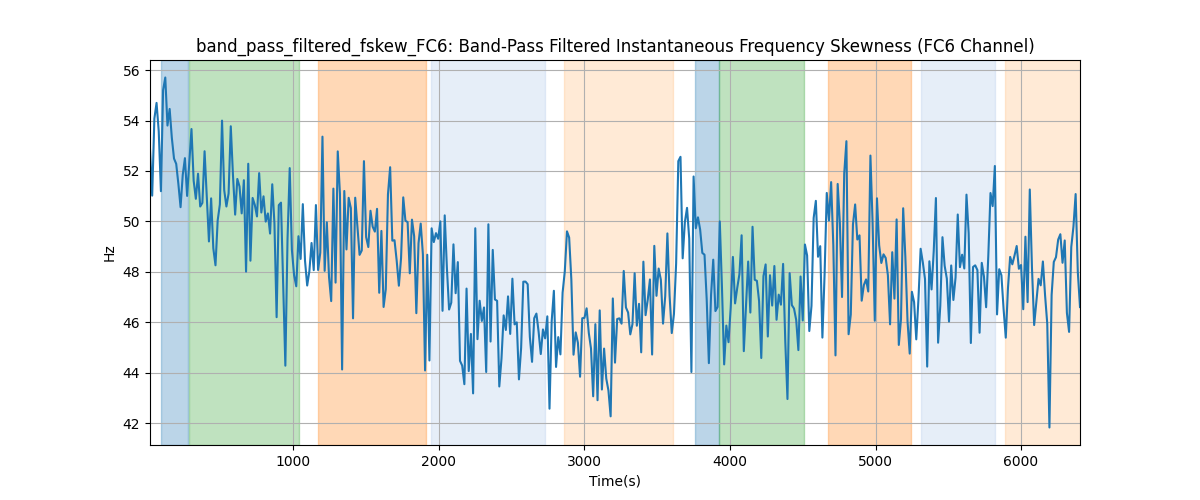 band_pass_filtered_fskew_FC6: Band-Pass Filtered Instantaneous Frequency Skewness (FC6 Channel)
56
54
52
50
48
46
44
42
Hz
1000 2000 3000 4000 5000 6000
Time(s)